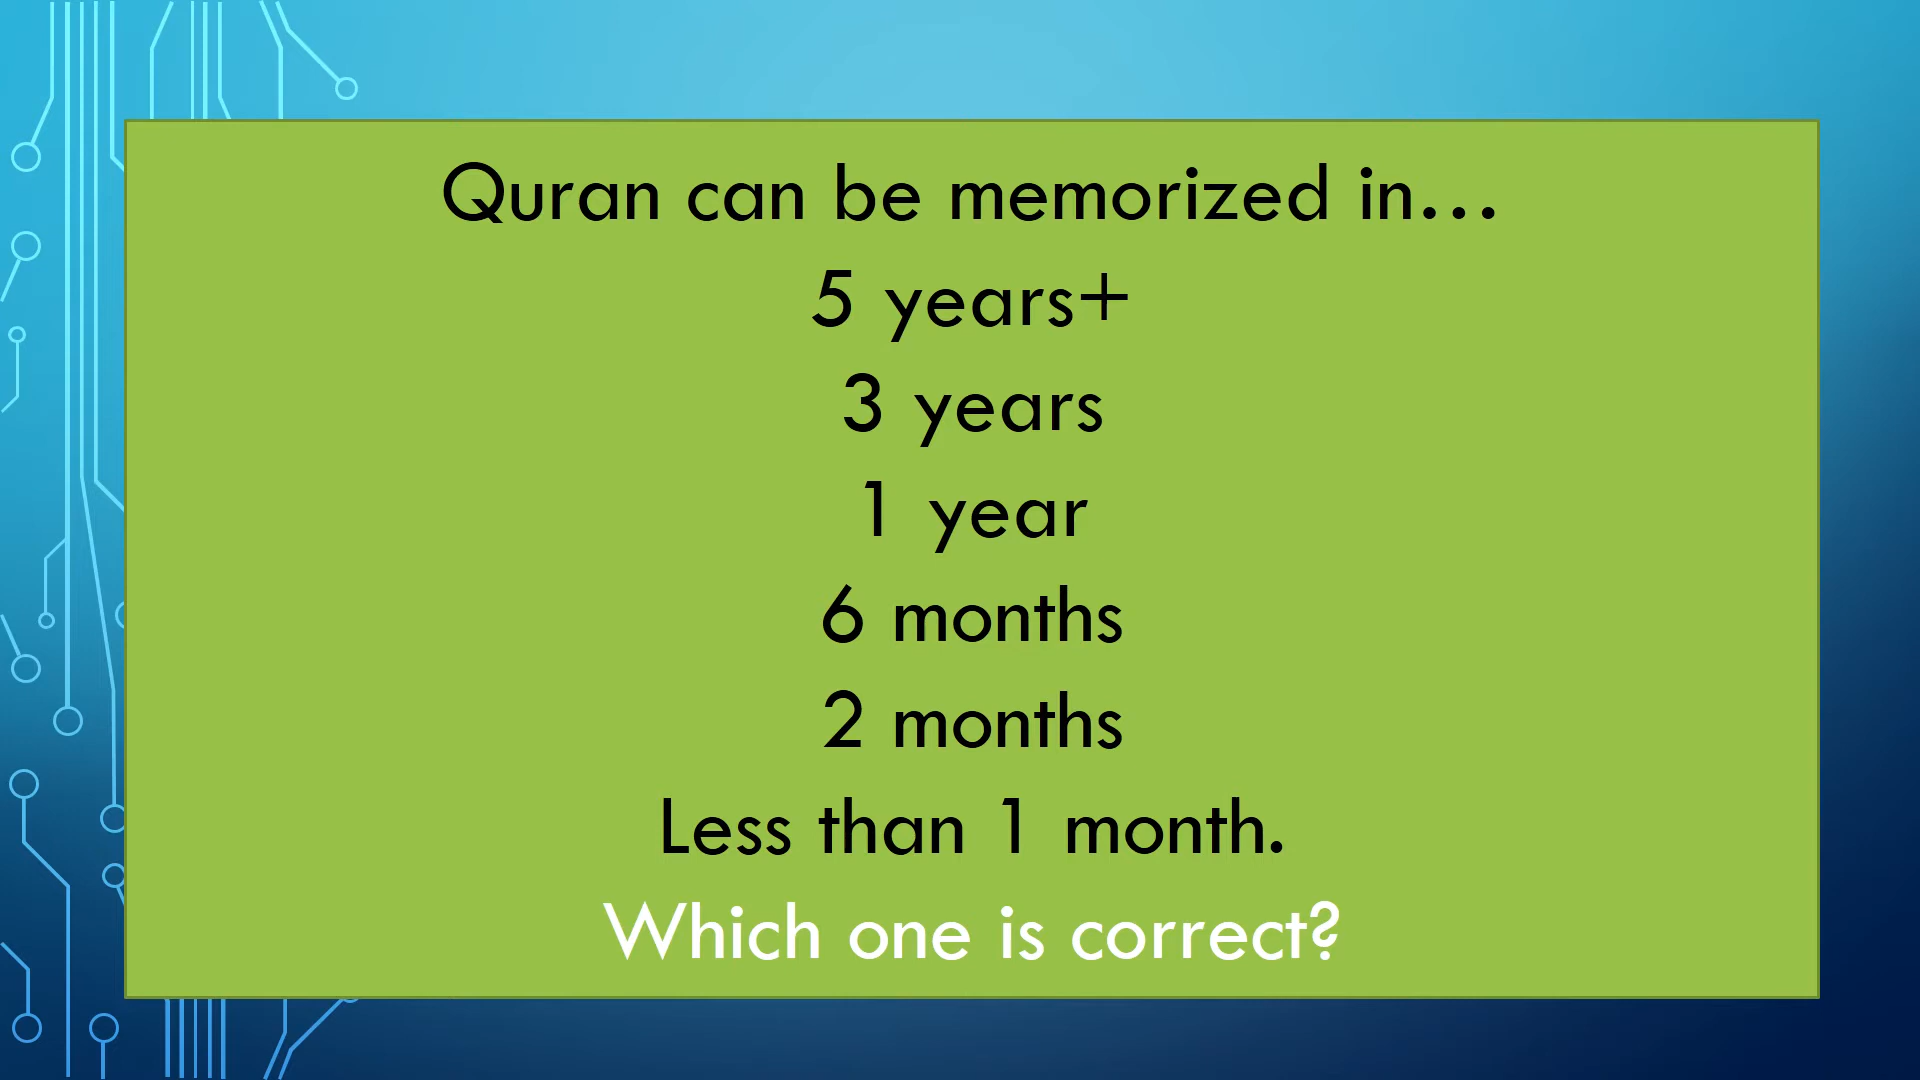 Quran can be memorized in...
5 years+
3 years
1 year
6 months
2 months
Less than 1 month.
Which one is correct?